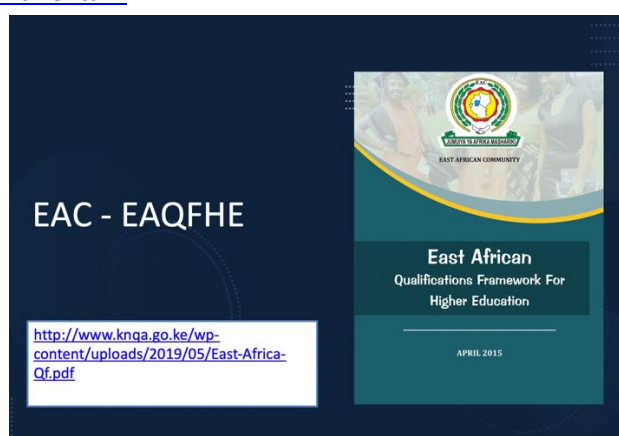 EAC - EAQFHE
http://www.knqa.go.ke/wp-
content/uploads/2019/05/East-Africa-
Qf.pdf
EAC
JUMUIYA YA AFRIKA MASHARIKI
EAST AFRICAN COMMUNITY
East African
Qualifications Framework For
Higher Education
APRIL 2015